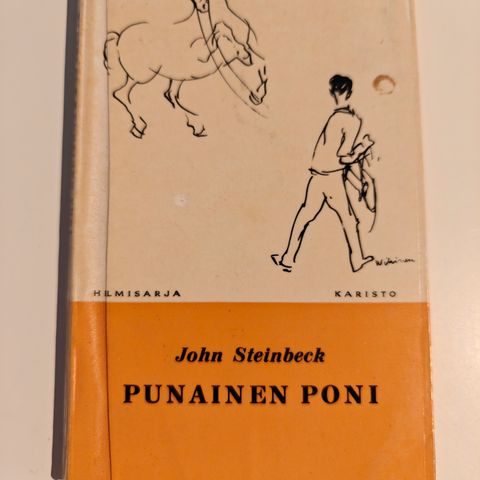 HELMISARJA KARISTO
John Steinbeck
PUNAINEN PONI